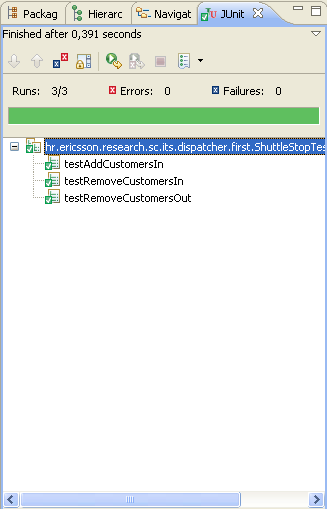 Packag Hierarc Navigat JUnit
Finished after 0,391 seconds
Runs: 3/3 Errors: 0 Failures: 0
hr.ericsson.research.sc.its.dispatcher.first.ShuttleStopTes
testAddCustomersIn
testRemoveCustomersIn
testRemoveCustomersOut